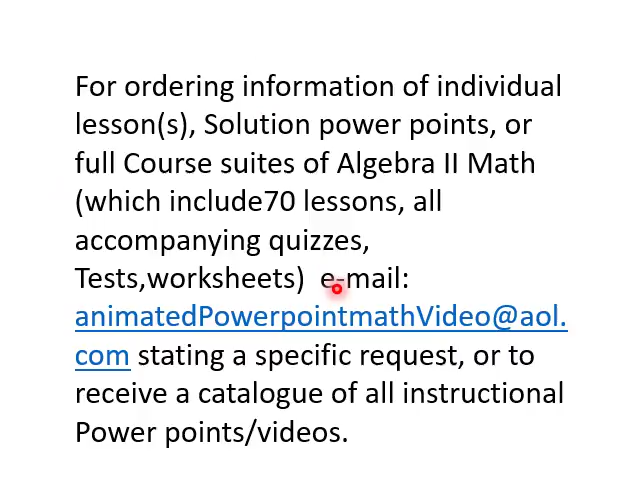 For ordering information of individual
lesson(s), Solution power points, or
full Course suites of Algebra II Math
(which include70 lessons, all
accompanying quizzes,
Tests,worksheets)  e-mail:
animatedPowerpointmathVideo@aol.
com stating a specific request, or to
receive a catalogue of all instructional
Power points/videos.